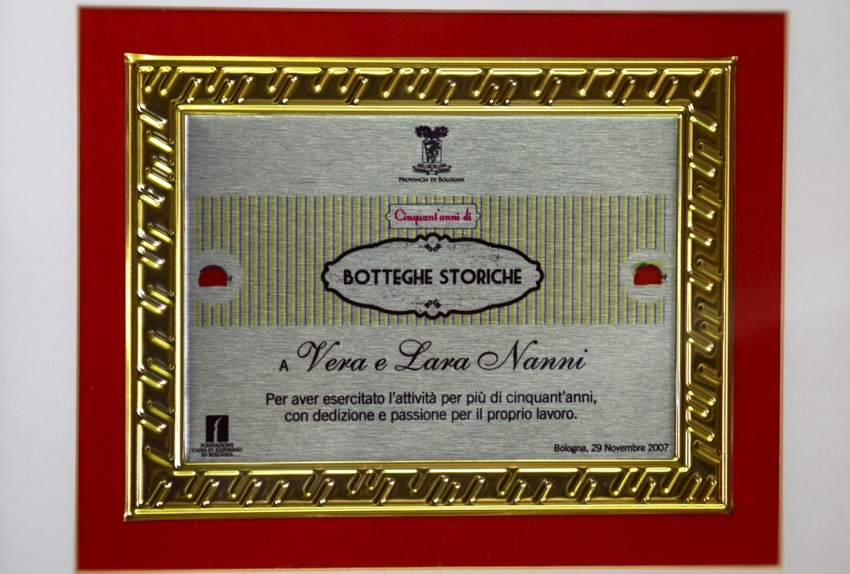 PROVINCIA DI BOLOGNA
Cinquant'anni di
BOTTEGHE STORICHE
A Vera e Lara Nanni
Per aver esercitato l'attività per più di cinquant'anni,
con dedizione e passione per il proprio lavoro.
FONDAZIONE
CASSA DI RISPARMIO
IN BOLOGNA
Bologna, 29 Novembre 2007